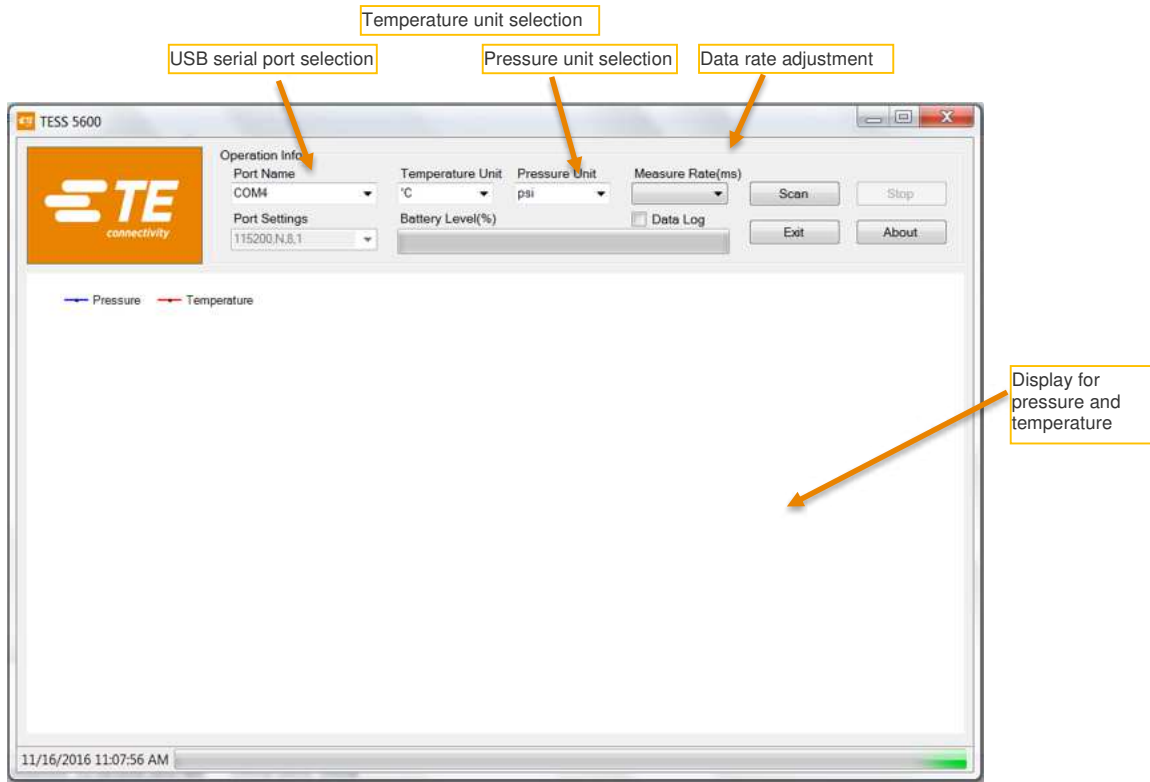 Temperature unit selection
USB serial port selection
Pressure unit selection
Data rate adjustment
TE TESS 5600
TE
connectivity
Operation Info
Port Name
Temperature Unit
Pressure Unit
Measure Rate(ms)
COM4
°C
psi
Scan
Stop
Port Settings
Battery Level(%)
Data Log
115200,N,8,1
Exit
About
Pressure
Temperature
Display for
pressure and
temperature
11/16/2016 11:07:56 AM